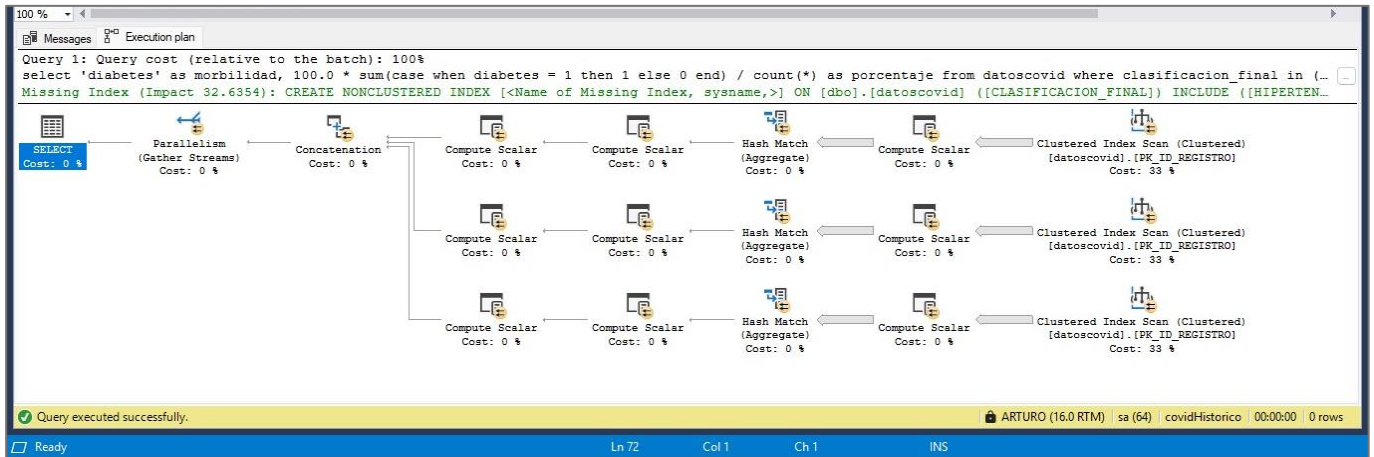 100 %
Messages Execution plan
Query 1: Query cost (relative to the batch): 100%
select 'diabetes' as morbilidad, 100.0 * sum(case when diabetes = 1 then 1 else 0 end) / count(*) as porcentaje from datoscovid where clasificacion_final in (…
Missing Index (Impact 32.6354): CREATE NONCLUSTERED INDEX [<Name of Missing Index, sysname,>] ON [dbo].[datoscovid] ([CLASIFICACION_FINAL]) INCLUDE ([HIPERTEN…
SELECT
Cost: 0 %
Parallelism
(Gather Streams)
Cost: 0 %
Concatenation
Cost: 0 %
Compute Scalar
Cost: 0 %
Compute Scalar
Cost: 0 %
Hash Match
(Aggregate)
Cost: 0 %
Compute Scalar
Cost: 0 %
Clustered Index Scan (Clustered)
[datoscovid].[PK_ID_REGISTRO]
Cost: 33 %
Compute Scalar
Cost: 0 %
Compute Scalar
Cost: 0 %
Hash Match
(Aggregate)
Cost: 0 %
Compute Scalar
Cost: 0 %
Clustered Index Scan (Clustered)
[datoscovid].[PK_ID_REGISTRO]
Cost: 33 %
Compute Scalar
Cost: 0 %
Compute Scalar
Cost: 0 %
Hash Match
(Aggregate)
Cost: 0 %
Compute Scalar
Cost: 0 %
Clustered Index Scan (Clustered)
[datoscovid].[PK_ID_REGISTRO]
Cost: 33 %
Query executed successfully.
ARTURO (16.0 RTM) sa (64) covidHistorico 00:00:00 0 rows
Ready Ln 72 Col 1 Ch 1 INS